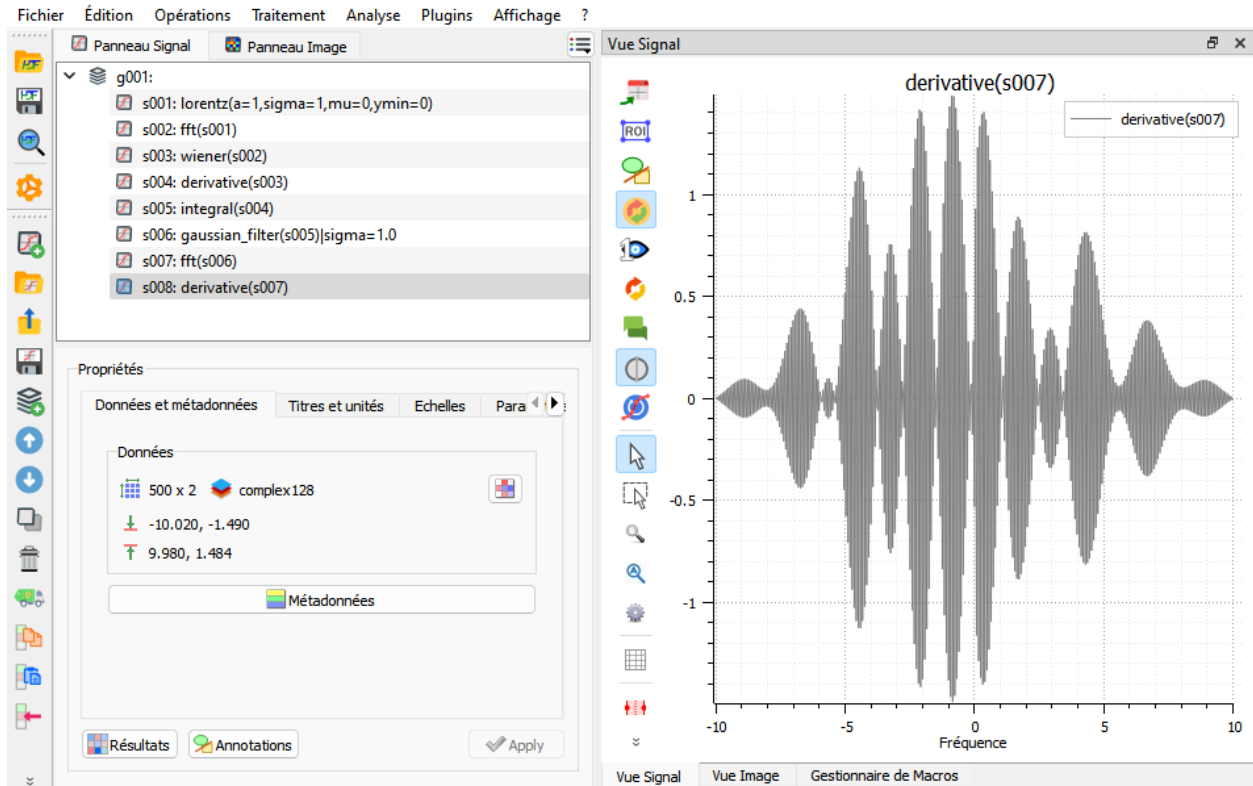 Fichier Édition Opérations Traitement Analyse Plugins Affichage ?
Panneau Signal Panneau Image
g001:
s001: lorentz(a=1,sigma=1,mu=0,ymin=0)
s002: fft(s001)
s003: wiener(s002)
s004: derivative(s003)
s005: integral(s004)
s006: gaussian_filter(s005)|sigma=1.0
s007: fft(s006)
s008: derivative(s007)
Propriétés
Données et métadonnées Titres et unités Echelles
Données
500 x 2 complex128
-10.020, -1.490
9.980, 1.484
Métadonnées
Résultats Annotations Apply
Vue Signal
HDF
HDF
ROI
derivative(s007)
derivative(s007)
1
0.5
0
-0.5
-1
-10 -5 0 5 10
Fréquence
Vue Signal Vue Image Gestionnaire de Macros